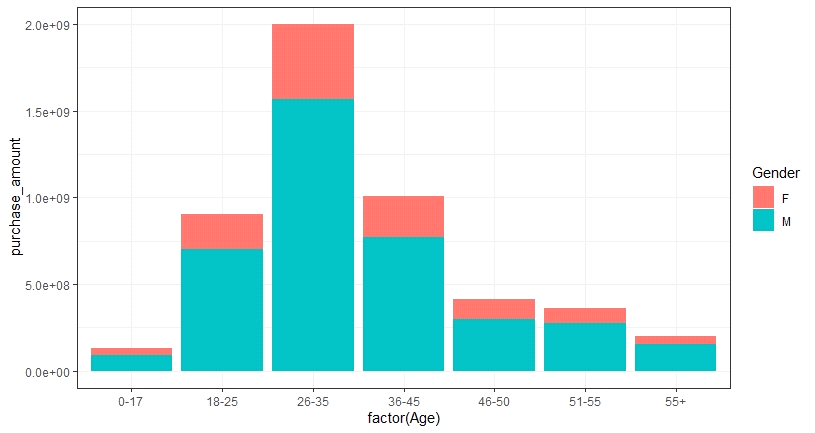 purchase_amount
2.0e+09
1.5e+09
1.0e+09
5.0e+08
0.0e+00
0-17 18-25 26-35 36-45 46-50 51-55 55+
factor(Age)
Gender
F
M